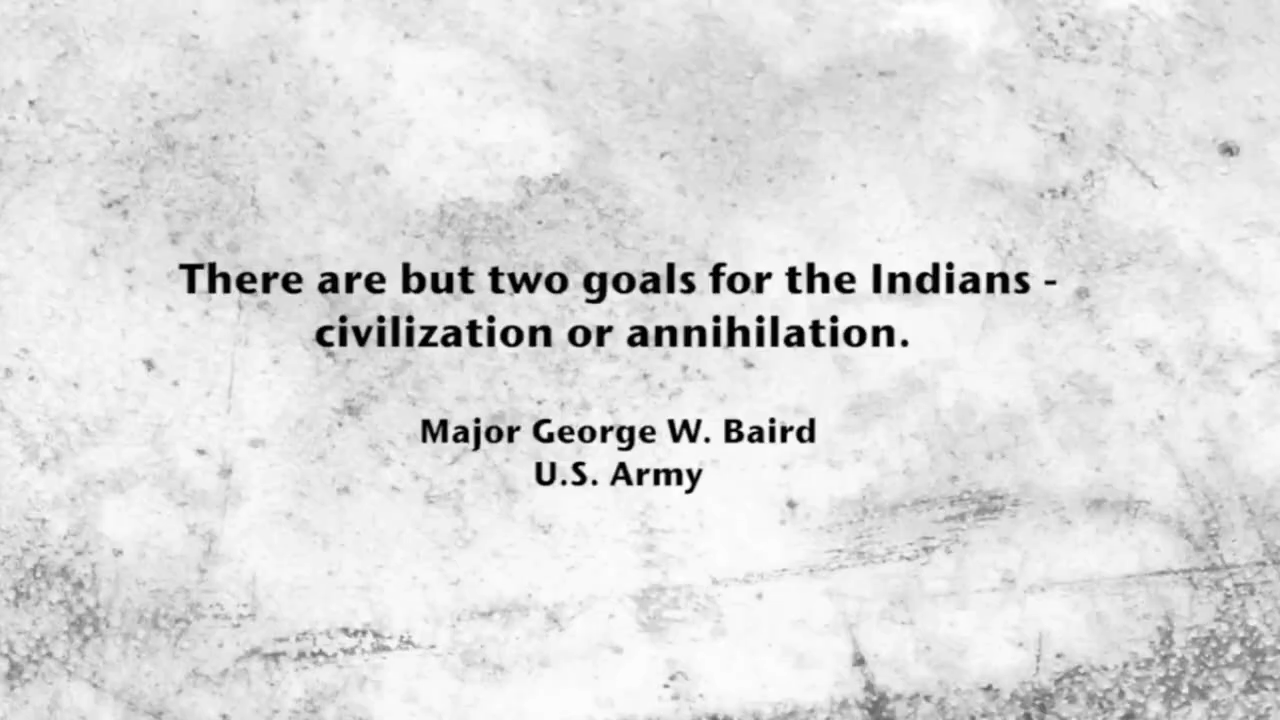 There are but two goals for the Indians -
civilization or annihilation.
Major George W. Baird
U.S. Army